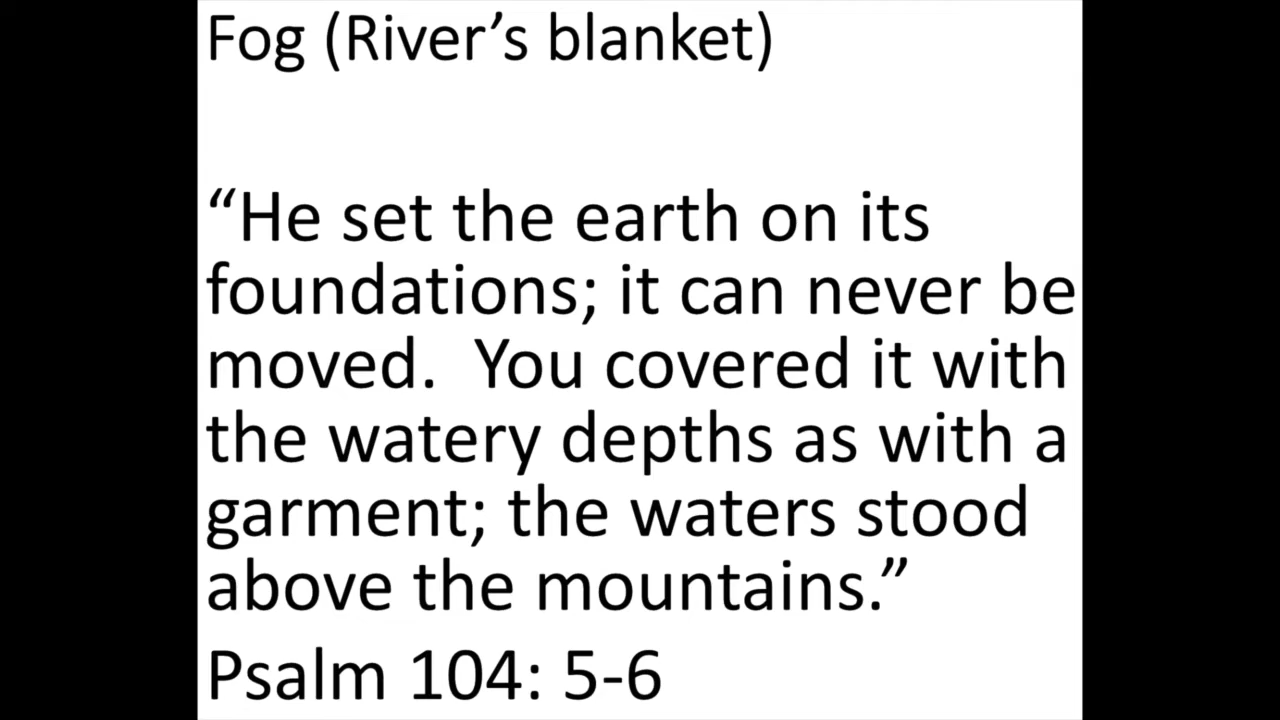 Fog (River’s blanket)
“He set the earth on its
foundations; it can never be
moved.  You covered it with
the watery depths as with a
garment; the waters stood
above the mountains.”
Psalm 104: 5-6